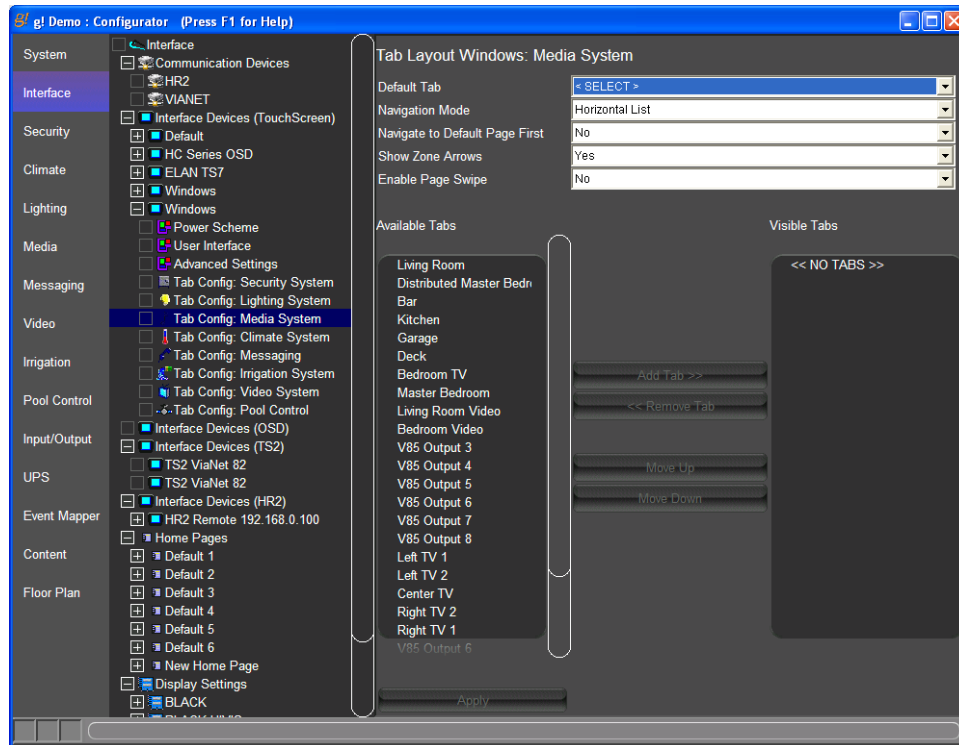 g! g! Demo : Configurator (Press F1 for Help)
System
Interface
Security
Climate
Lighting
Media
Messaging
Video
Irrigation
Pool Control
Input/Output
UPS
Event Mapper
Content
Floor Plan
Interface
Communication Devices
HR2
VIANET
Interface Devices (TouchScreen)
Default
HC Series OSD
ELAN TS7
Windows
Windows
Power Scheme
User Interface
Advanced Settings
Tab Config: Security System
Tab Config: Lighting System
Tab Config: Media System
Tab Config: Climate System
Tab Config: Messaging
Tab Config: Irrigation System
Tab Config: Video System
Tab Config: Pool Control
Interface Devices (OSD)
Interface Devices (TS2)
TS2 ViaNet 82
TS2 ViaNet 82
Interface Devices (HR2)
HR2 Remote 192.168.0.100
Home Pages
Default 1
Default 2
Default 3
Default 4
Default 5
Default 6
New Home Page
Display Settings
BLACK
Tab Layout Windows: Media System
Default Tab < SELECT >
Navigation Mode Horizontal List
Navigate to Default Page First No
Show Zone Arrows Yes
Enable Page Swipe No
Available Tabs
Living Room
Distributed Master Bedro
Bar
Kitchen
Garage
Deck
Bedroom TV
Master Bedroom
Living Room Video
Bedroom Video
V85 Output 3
V85 Output 4
V85 Output 5
V85 Output 6
V85 Output 7
V85 Output 8
Left TV 1
Left TV 2
Center TV
Right TV 2
Right TV 1
V85 Output 6
Add Tab >>
<< Remove Tab
Move Up
Move Down
Visible Tabs
<< NO TABS >>
Apply